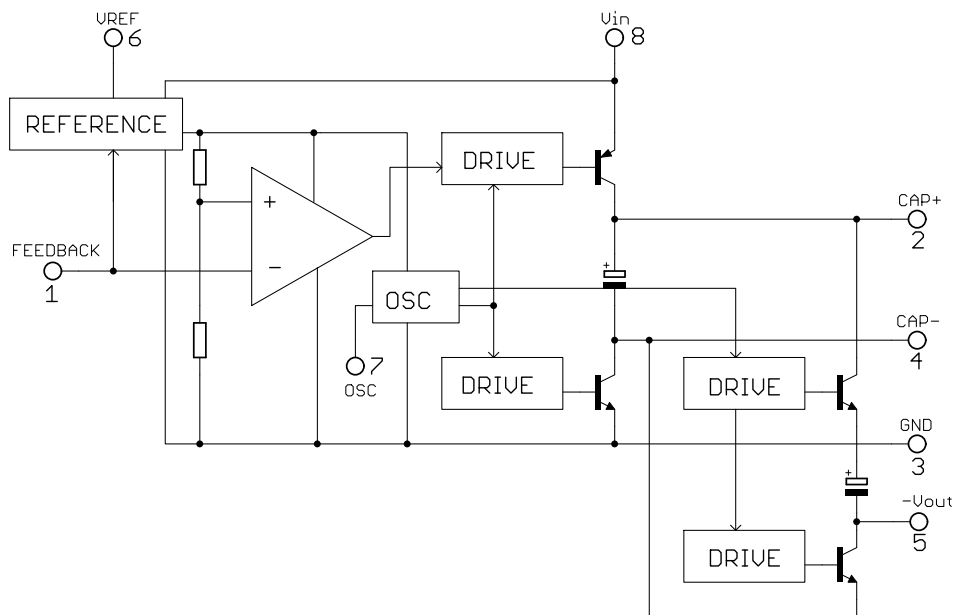 VREF
6
Vin
8
REFERENCE
DRIVE
+
CAP+
2
FEEDBACK
1
-
+
OSC
CAP-
4
7
OSC
DRIVE
DRIVE
GND
3
+
-Vout
5
DRIVE